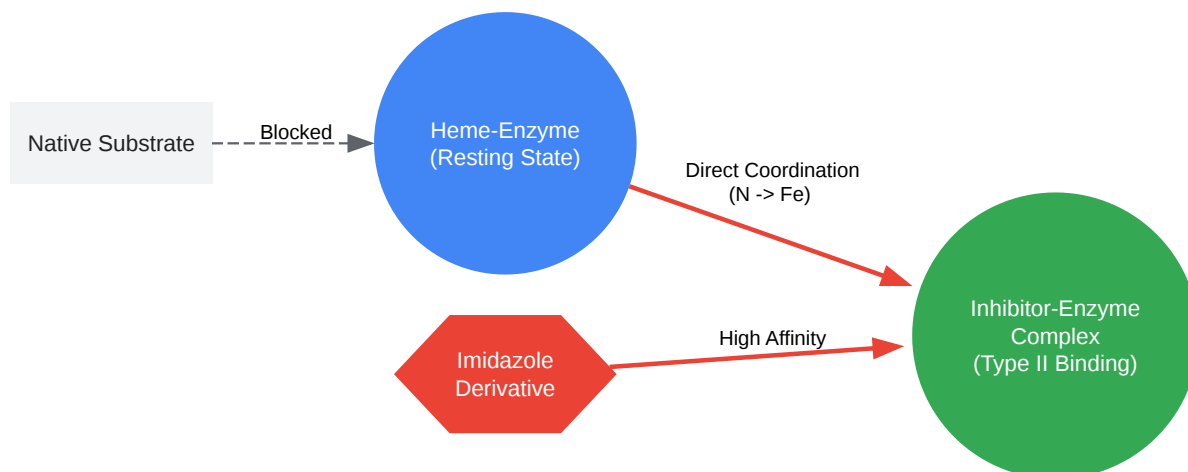 Native Substrate
Blocked
Heme-Enzyme
(Resting State)
Direct Coordination
(N -> Fe)
Imidazole
Derivative
High Affinity
Inhibitor-Enzyme
Complex
(Type II Binding)